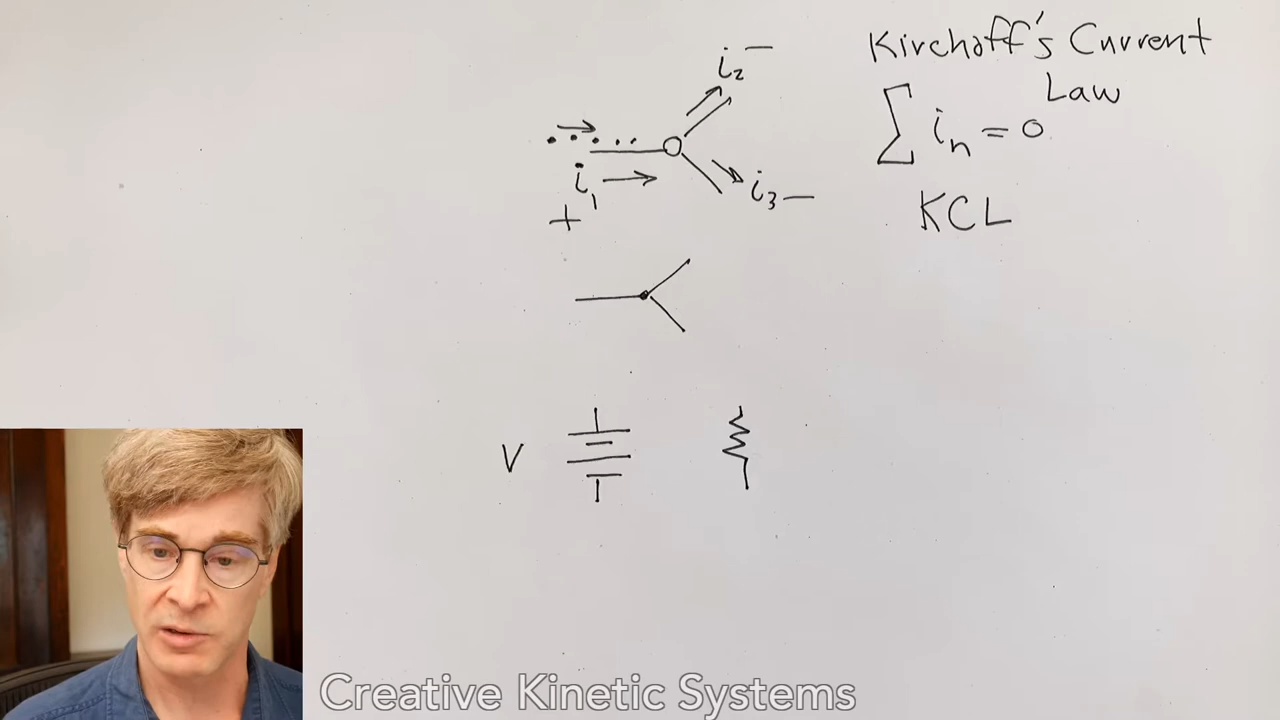 Kirchoff's Current
Law
∑ iₙ = 0
KCL
i₂ −
i₁
+
i₃ −
V
Creative Kinetic Systems